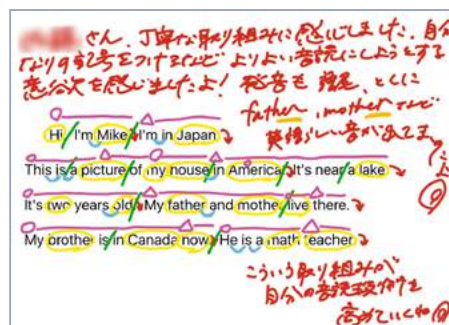 さん、丁寧な取り組みに感心しました。自分
なりの記号をつけるなど よりよい音読にしようとする
意欲を感じましたよ! 発音も とくに
father, mother など
英語らしい音が出てます
Hi, I'm Mike. I'm in Japan
This is a picture of my house in America. It's near a lake
It's two years old. My father and mother live there.
My brother is in Canada now. He is a math teacher
こういう取り組みが
自分の音読を
高めていくね